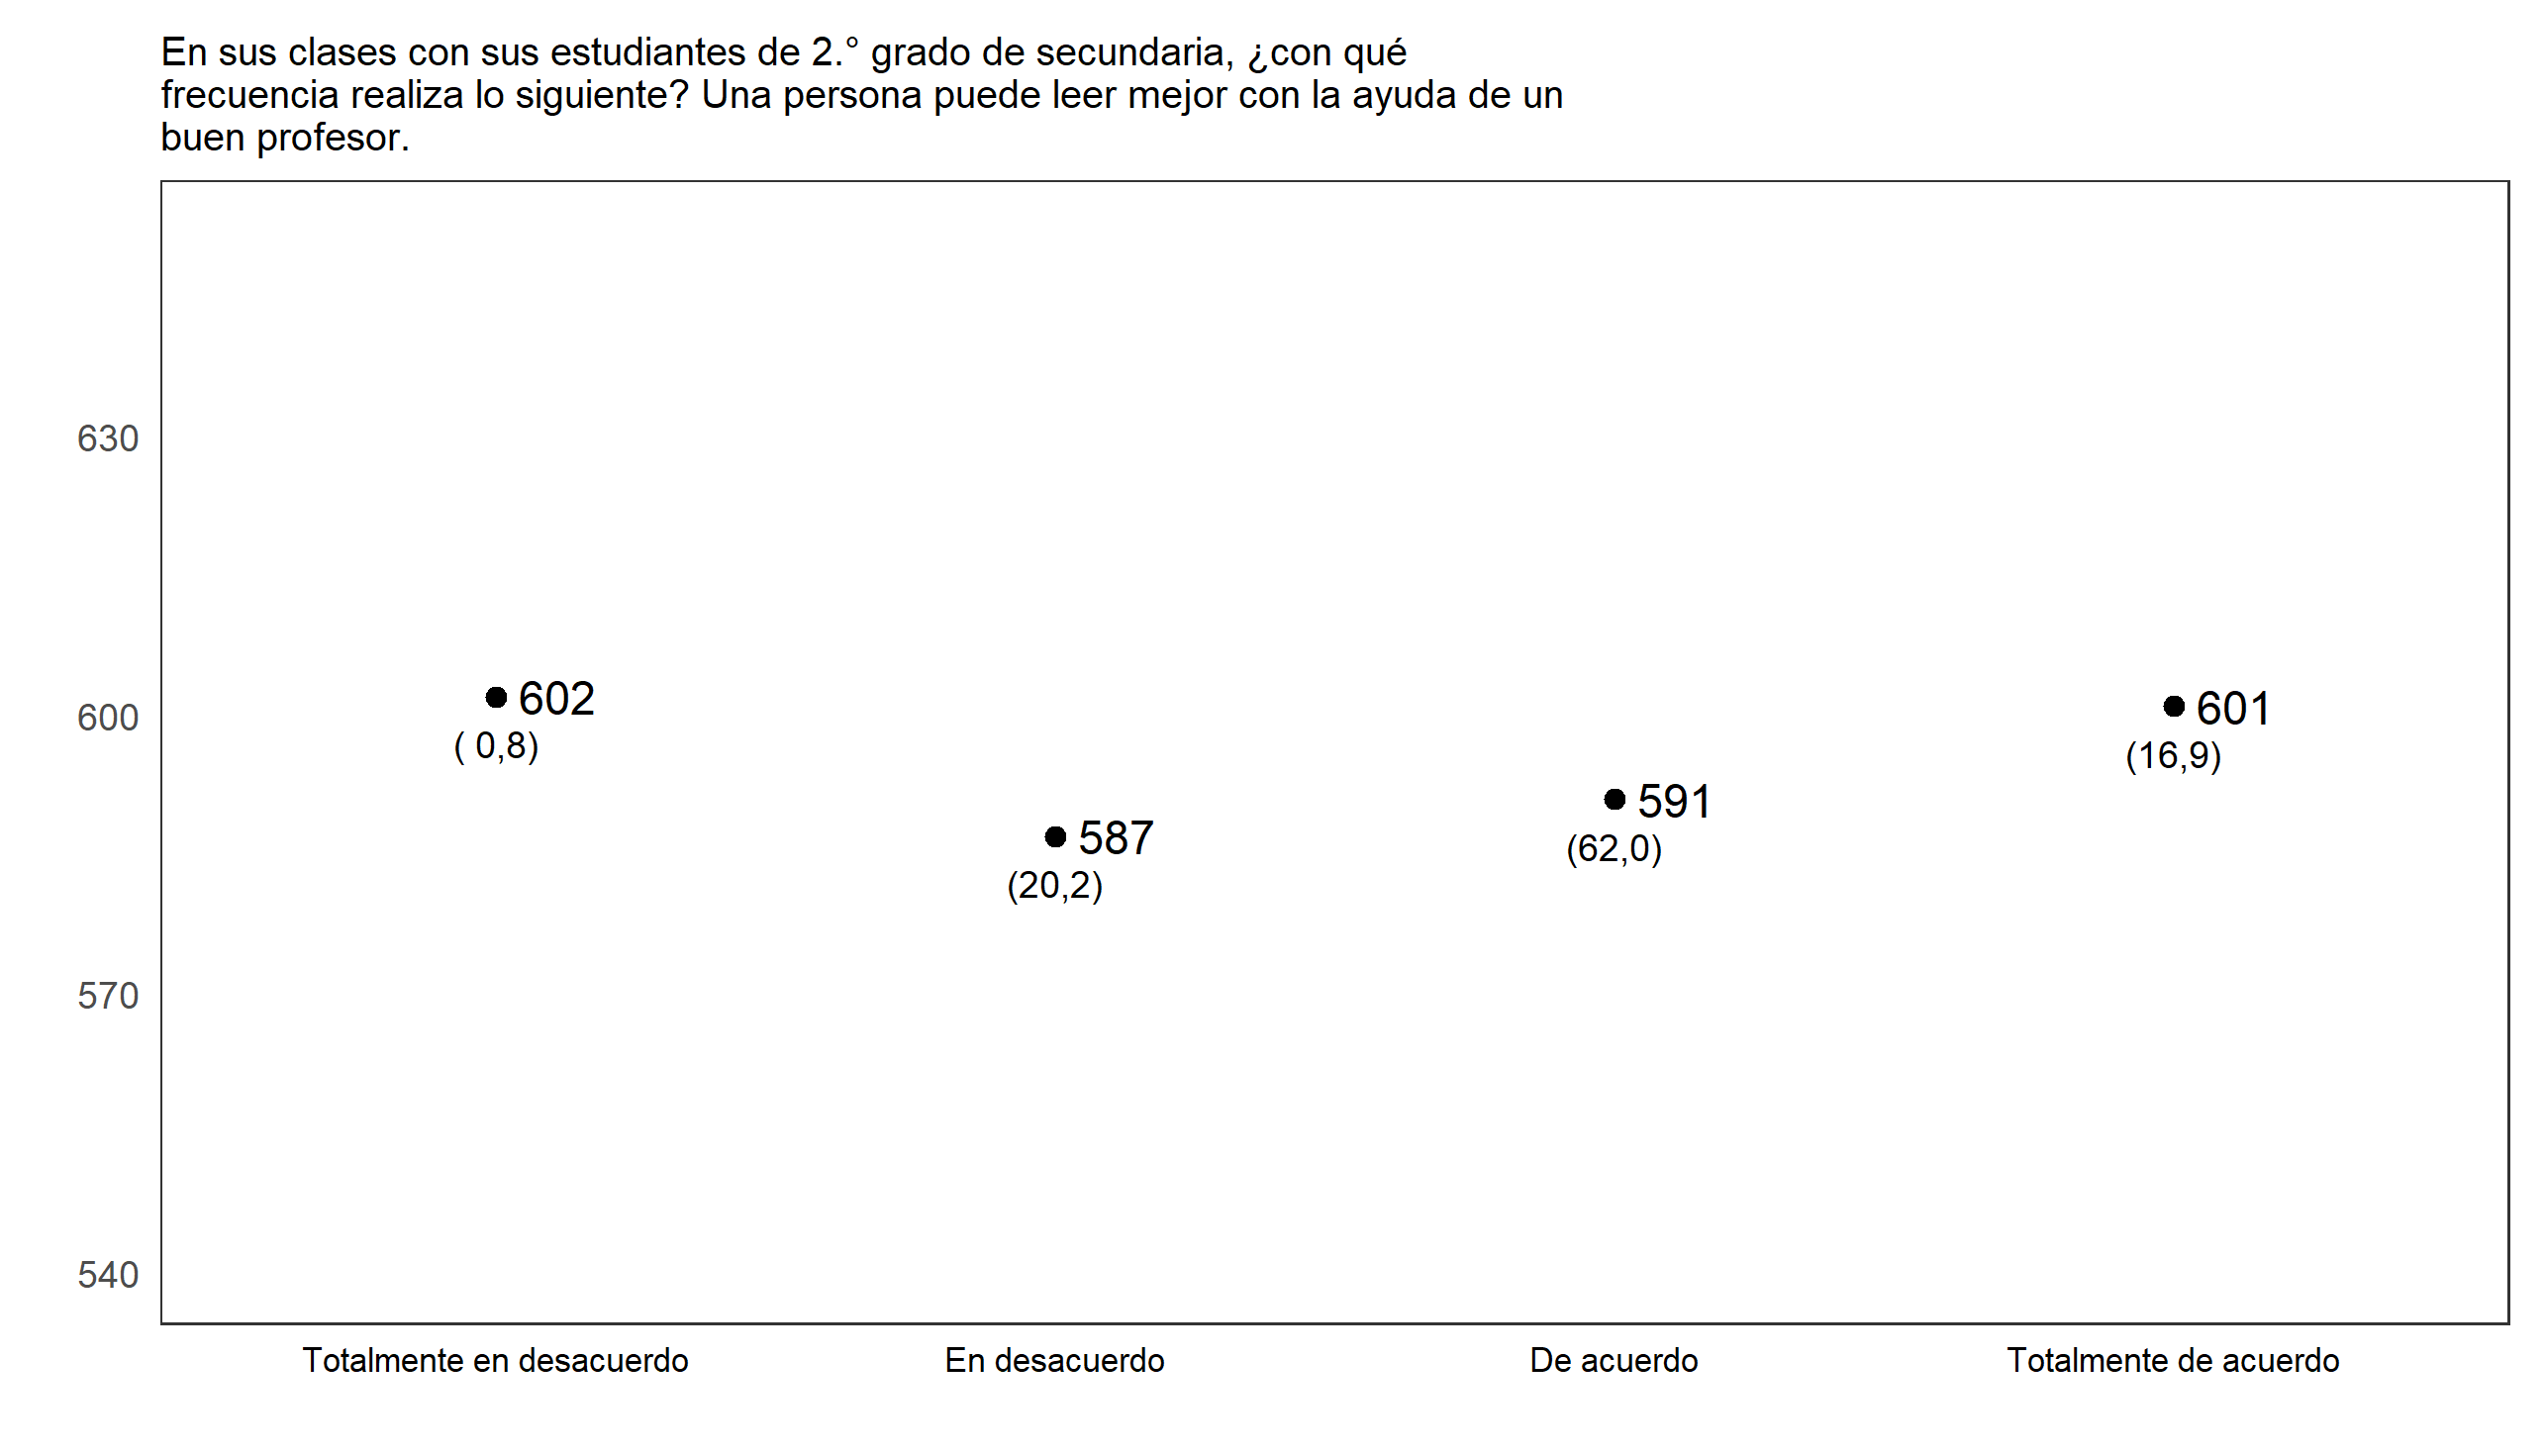 En sus clases con sus estudiantes de 2.° grado de secundaria, ¿con qué
frecuencia realiza lo siguiente? Una persona puede leer mejor con la ayuda de un
buen profesor.
630
600
570
540
602
( 0,8)
587
(20,2)
591
(62,0)
601
(16,9)
Totalmente en desacuerdo
En desacuerdo
De acuerdo
Totalmente de acuerdo